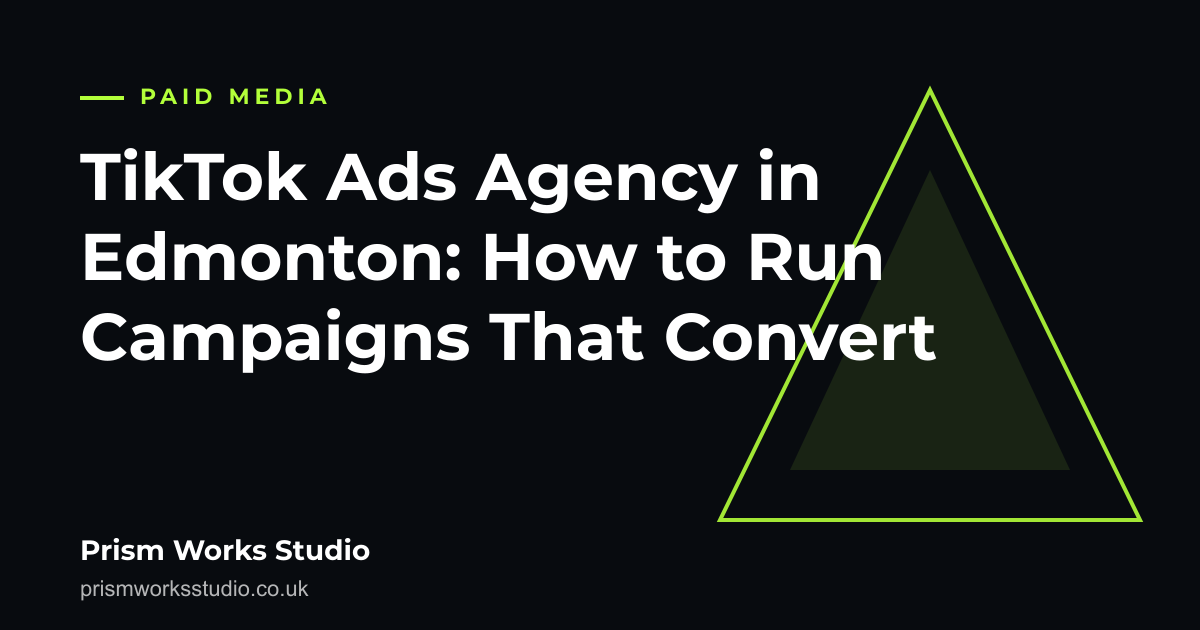 PAID MEDIA
TikTok Ads Agency in
Edmonton: How to Run
Campaigns That Convert
Prism Works Studio
prismworksstudio.co.uk